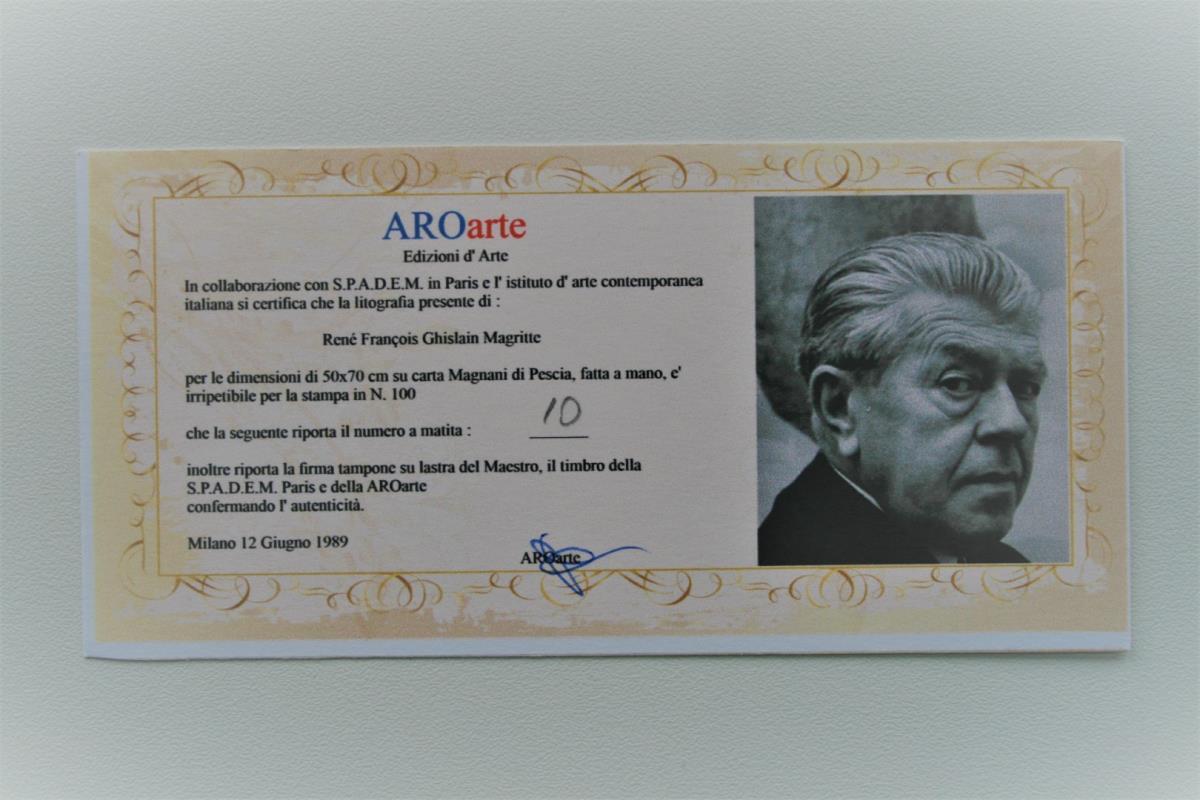 AROarte
Edizioni d' Arte
In collaborazione con S.P.A.D.E.M. in Paris e l' istituto d' arte contemporanea
italiana si certifica che la litografia presente di :
René François Ghislain Magritte
per le dimensioni di 50x70 cm su carta Magnani di Pescia, fatta a mano, e'
irripetibile per la stampa in N. 100
10
che la seguente riporta il numero a matita :
inoltre riporta la firma tampone su lastra del Maestro, il timbro della
S.P.A.D.E.M. Paris e della AROarte
confermando l' autenticità.
Milano 12 Giugno 1989
AROarte